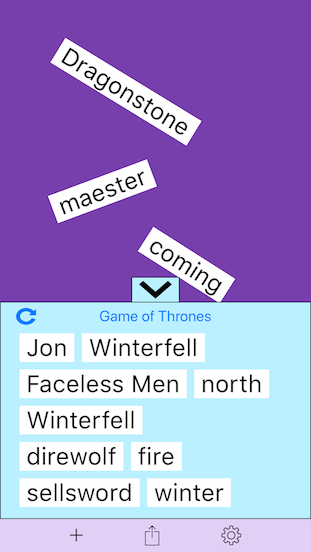 Dragonstone
maester
coming
Game of Thrones
Jon Winterfell
Faceless Men north
Winterfell
direwolf fire
sellsword winter